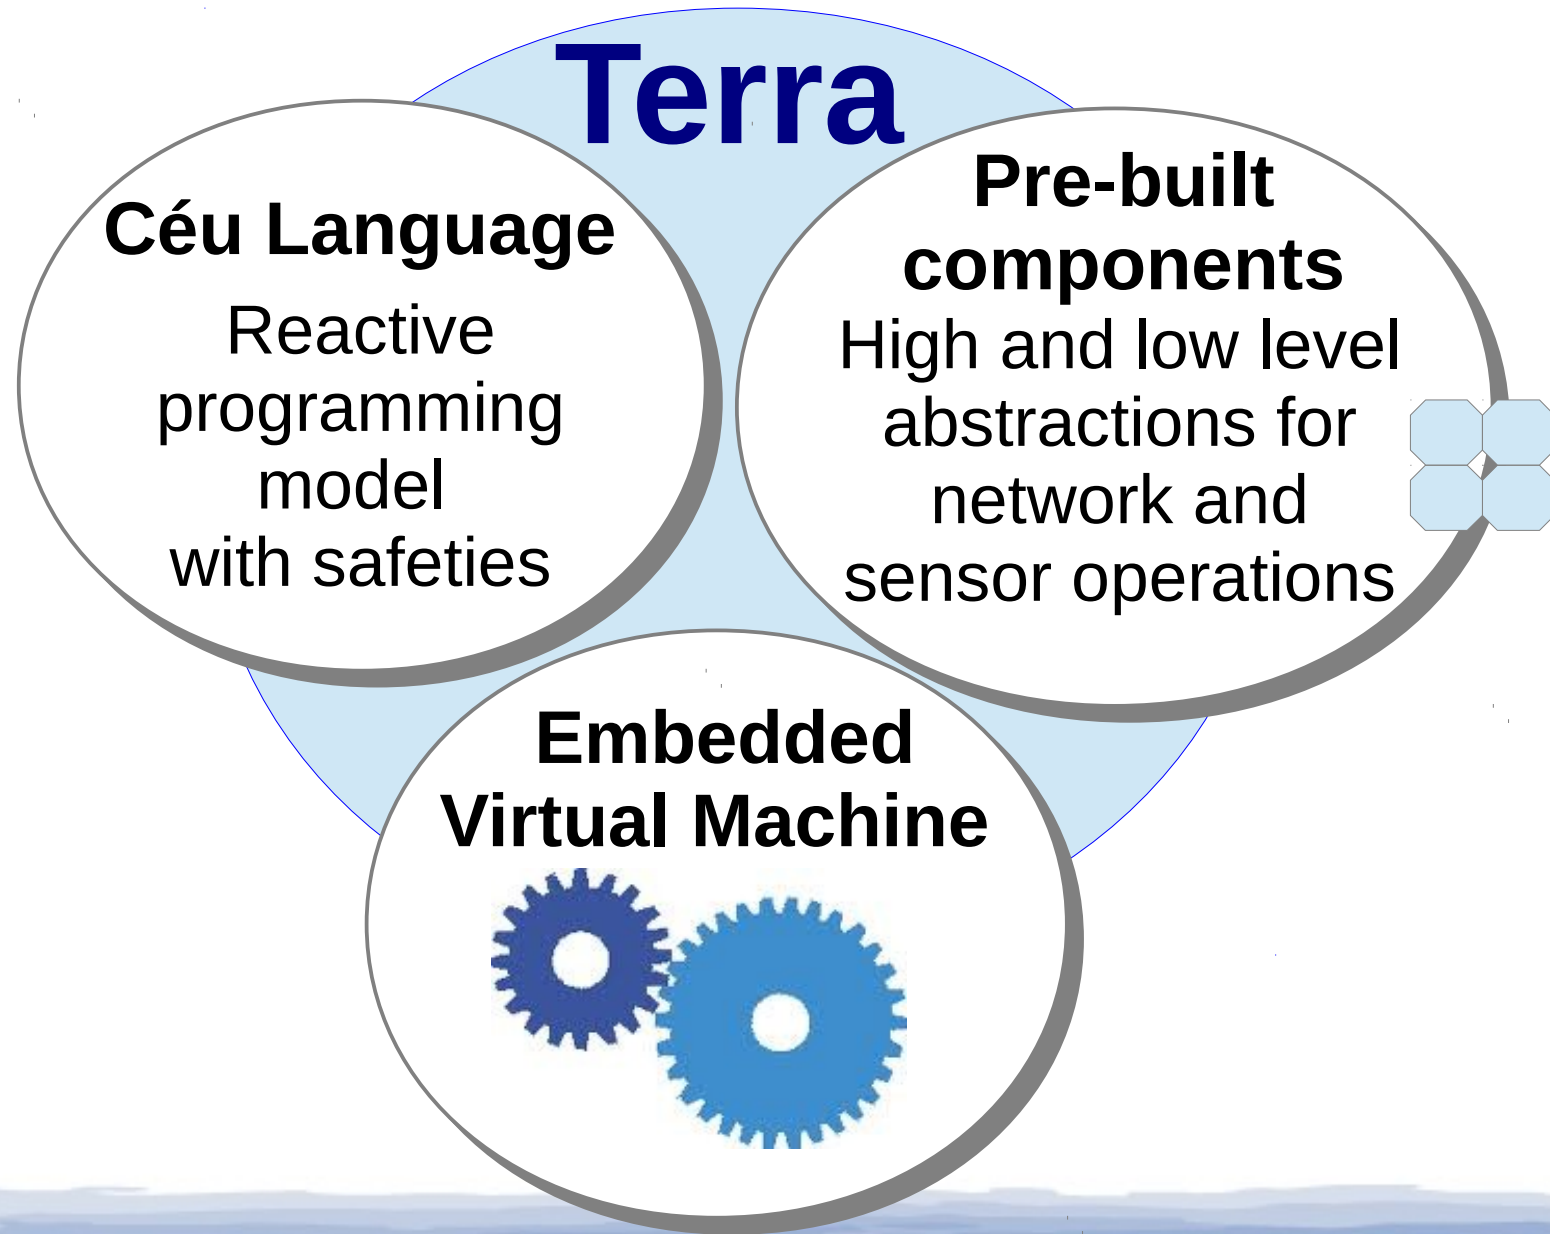 Terra
Céu Language
Reactive
programming
model
with safeties
Pre-built
components
High and low level
abstractions for
network and
sensor operations
Embedded
Virtual Machine